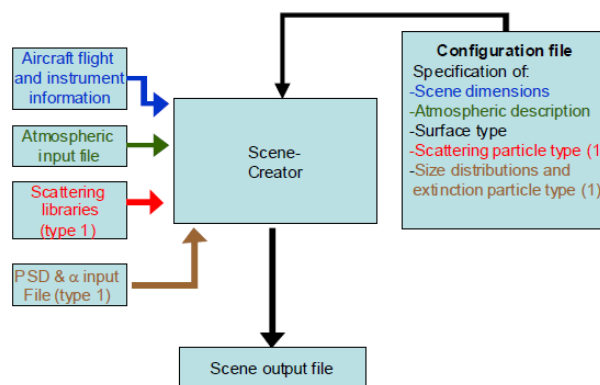 Aircraft flight
and instrument
information
Atmospheric
input file
Scattering
libraries
(type 1)
PSD & α input
File (type 1)
Scene-
Creator
Scene output file
Configuration file
Specification of:
-Scene dimensions
-Atmospheric description
-Surface type
-Scattering particle type (1
-Size distributions and
extinction particle type (1)